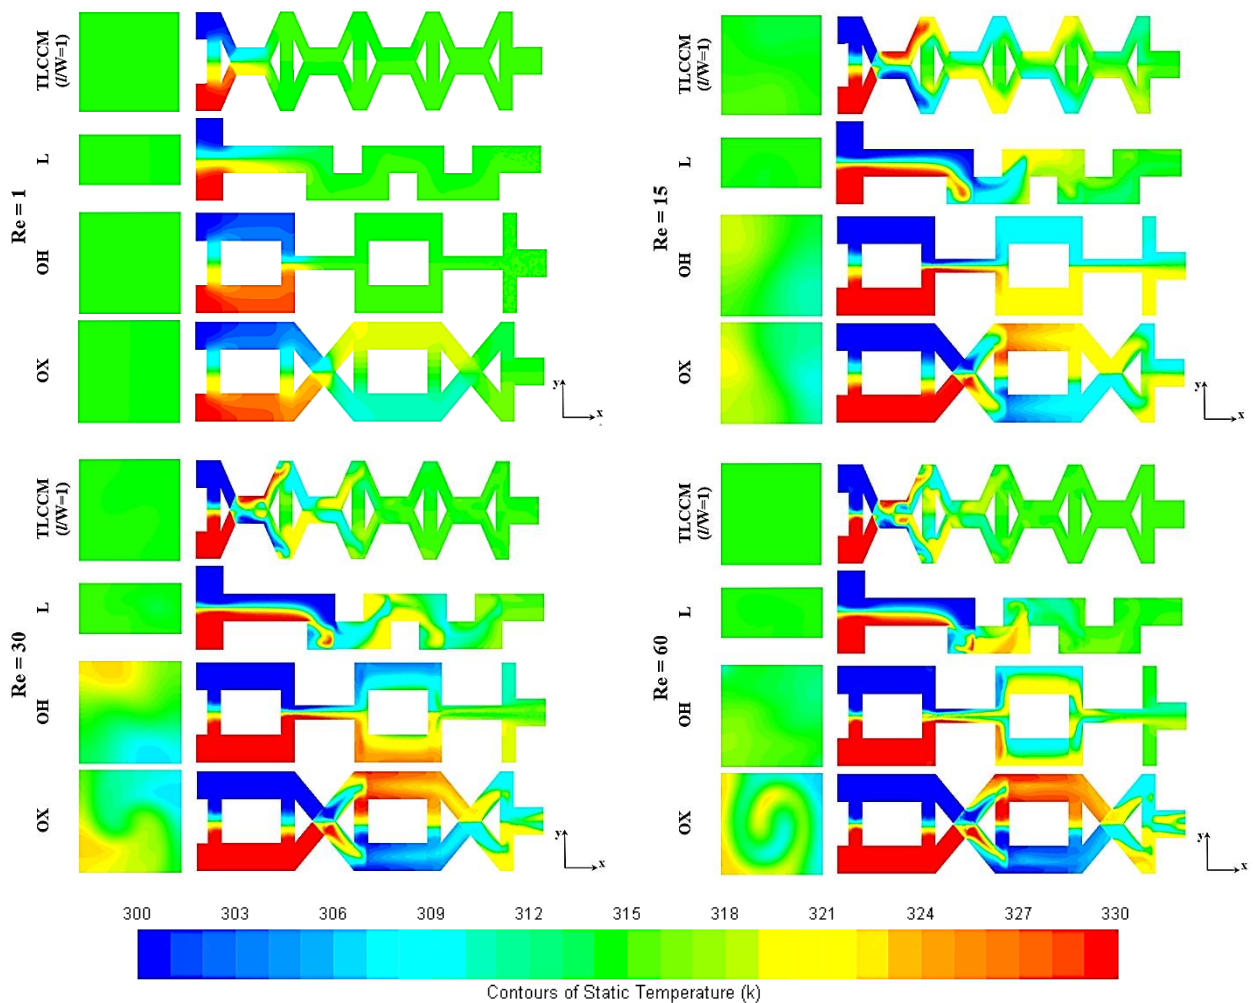 Re = 1
TLCCM
(l/W=1)
L
OH
OX
y
x
Re = 15
TLCCM
(l/W=1)
L
OH
OX
y
x
Re = 30
TLCCM
(l/W=1)
L
OH
OX
y
x
Re = 60
TLCCM
(l/W=1)
L
OH
OX
y
x
300 303 306 309 312 315 318 321 324 327 330
Contours of Static Temperature (k)